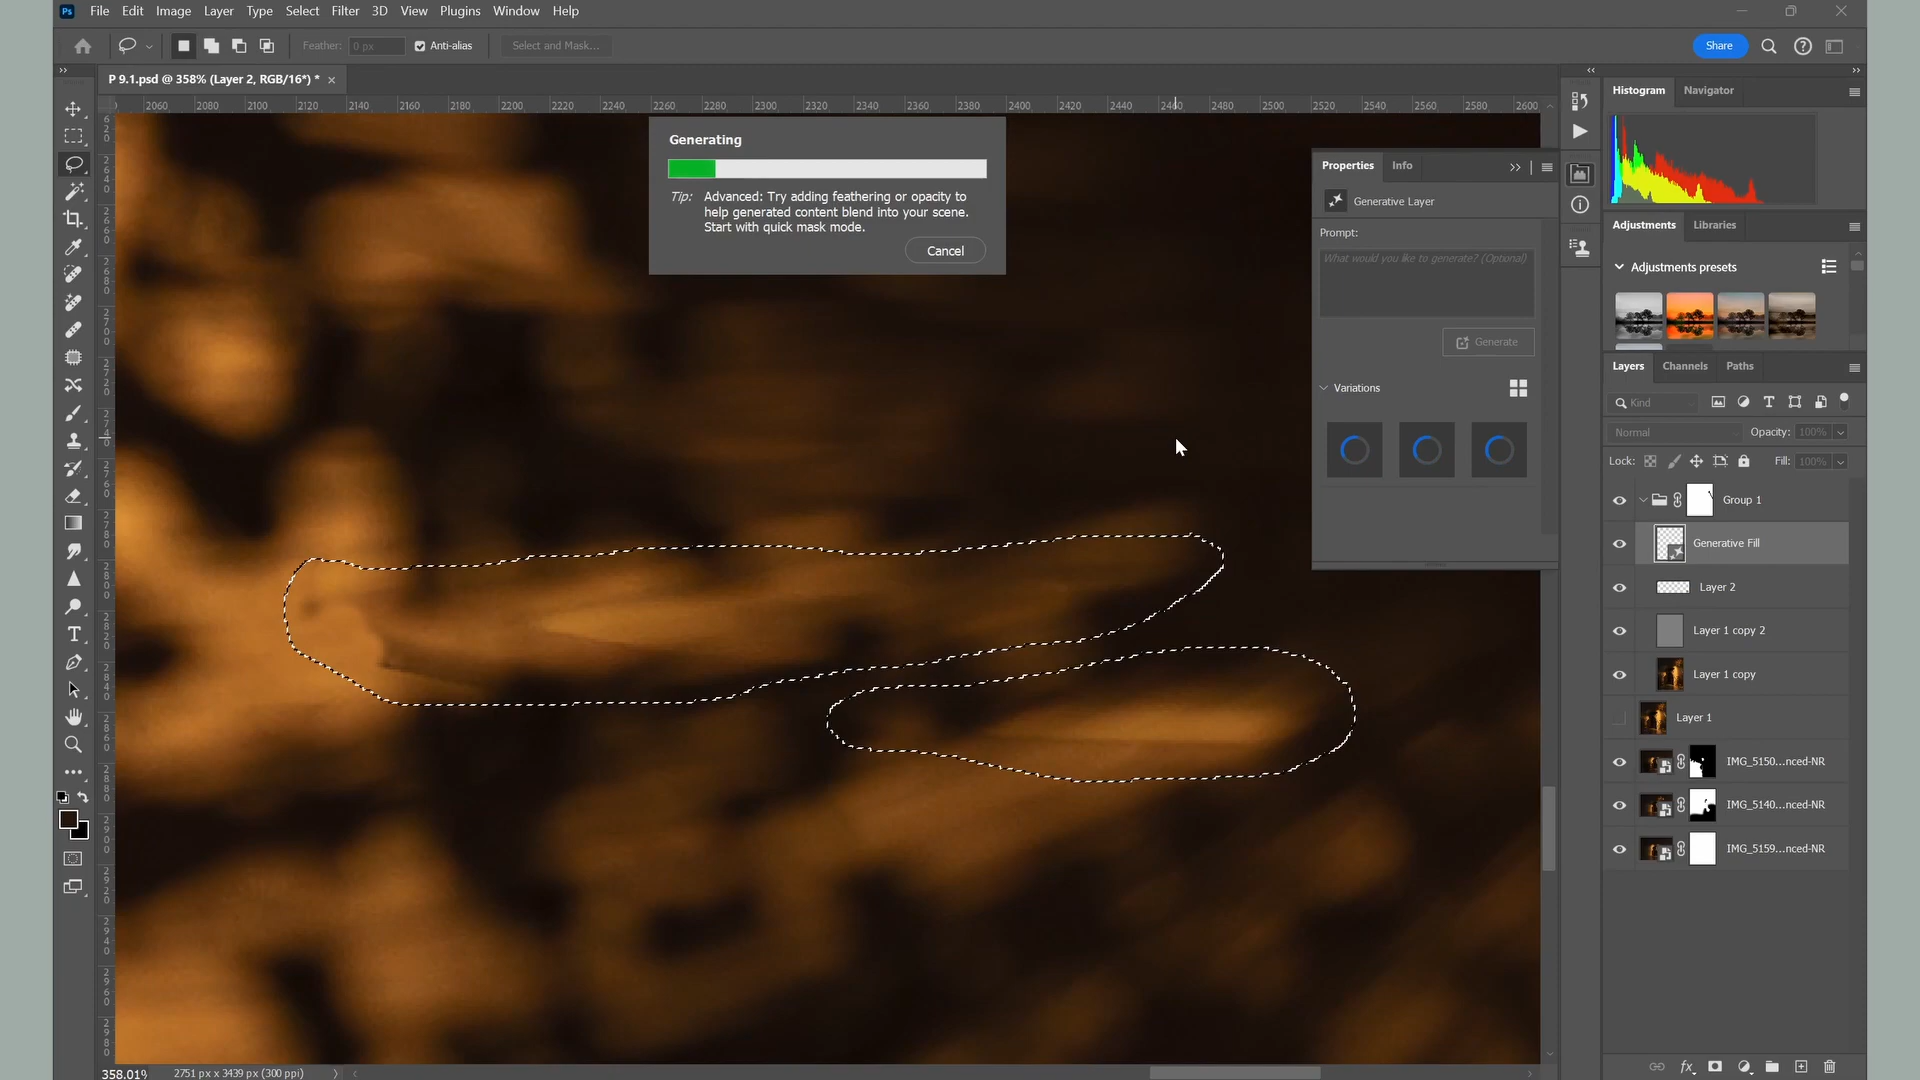 Ps File Edit Image Layer Type Select Filter 3D View Plugins Window Help
Feather: 0 px Anti-alias Select and Mask... Share
P 9.1.psd @ 358% (Layer 2, RGB/16*) * ×
2060 2080 2100 2120 2140 2160 2180 2200 2220 2240 2260 2280 2300 2320 2340 2360 2380 2400 2420 2440 2460 2480 2500 2520 2540 2560 2580 2600
Generating
Tip: Advanced: Try adding feathering or opacity to
help generated content blend into your scene.
Start with quick mask mode.
Cancel
Properties Info
Generative Layer
Prompt:
What would you like to generate? (Optional)
Generate
Variations
Histogram Navigator
Adjustments Libraries
Adjustments presets
Layers Channels Paths
Kind
Normal Opacity: 100%
Lock: Fill: 100%
Group 1
Generative Fill
Layer 2
Layer 1 copy 2
Layer 1 copy
Layer 1
IMG_5150...nced-NR
IMG_5140...nced-NR
IMG_5159...nced-NR
358.01% 2751 px x 3439 px (300 ppi)